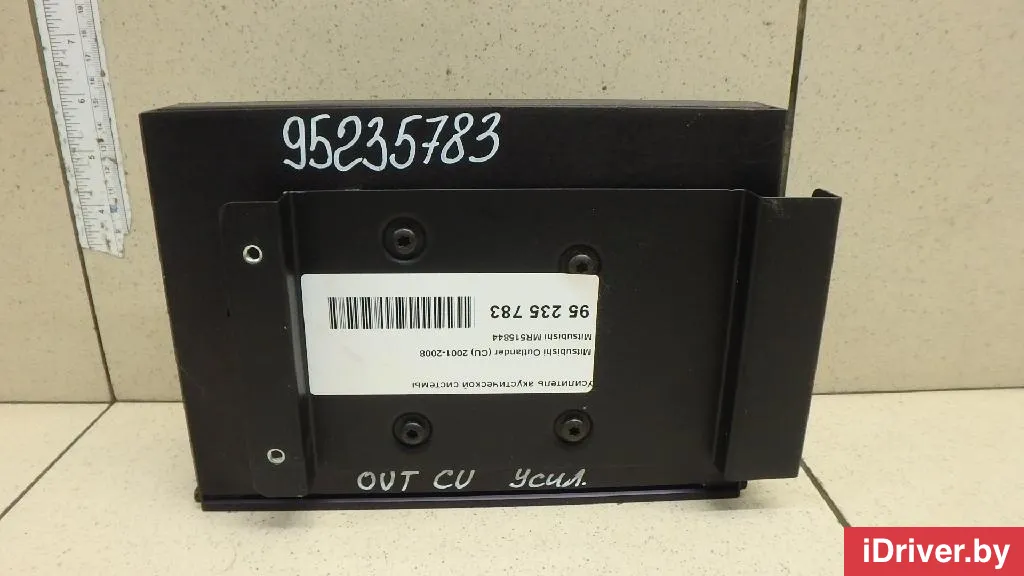 95235783
Усилитель акустической системы
Mitsubishi Outlander (CU) 2001-2008
Mitsubishi MR515844
95 235 783
OUT CU Усил.
iDriver.by